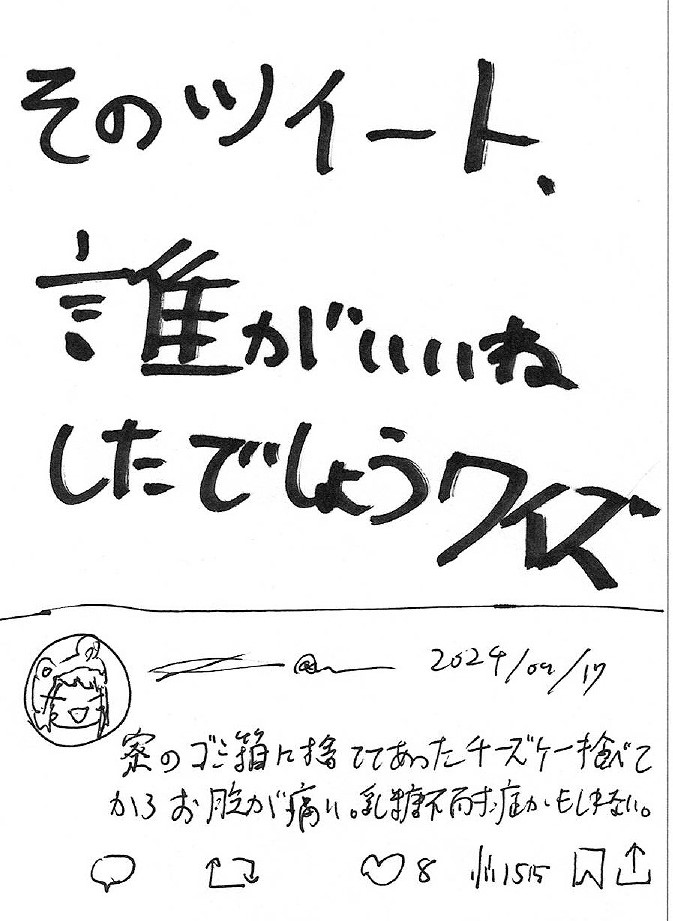 そのツイート、
誰がいいね
したでしょうクイズ
2024/09/17
寮のゴミ箱に捨ててあったチーズケーキ食べて
からお腹が痛い。乳糖不耐症かもしれない。
8 1515